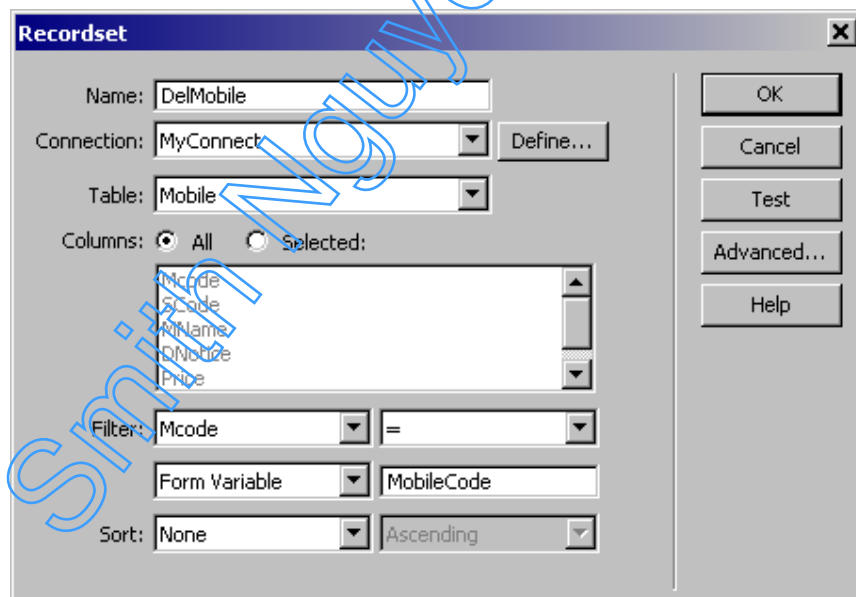 Recordset
Name: DelMobile
OK
Connection: MyConnect Define...
Cancel
Table: Mobile
Test
Columns: All Selected:
Advanced...
Mcode
SCode
MName
DNotice
Price
Help
Filter: Mcode =
Form Variable MobileCode
Sort: None Ascending
Smith Nguye